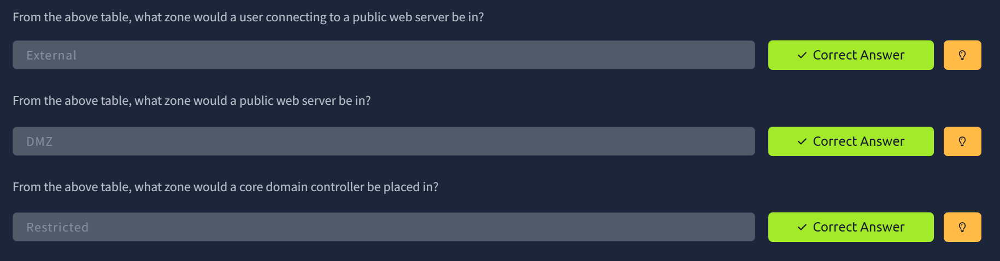 From the above table, what zone would a user connecting to a public web server be in?
External
✓ Correct Answer
From the above table, what zone would a public web server be in?
DMZ
✓ Correct Answer
From the above table, what zone would a core domain controller be placed in?
Restricted
✓ Correct Answer